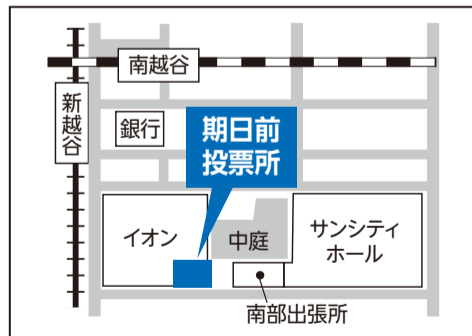 南越谷
新越谷
銀行
期日前
投票所
イオン
中庭
サンシティ
ホール
南部出張所